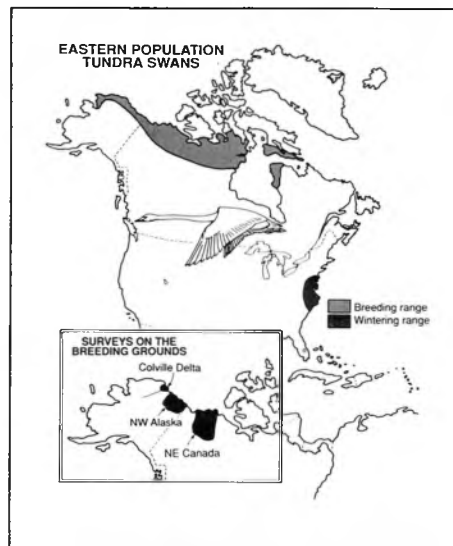 EASTERN POPULATION
TUNDRA SWANS
Breeding range
Wintering range
SURVEYS ON THE
BREEDING GROUNDS
Colville Delta
NW Alaska
NE Canada